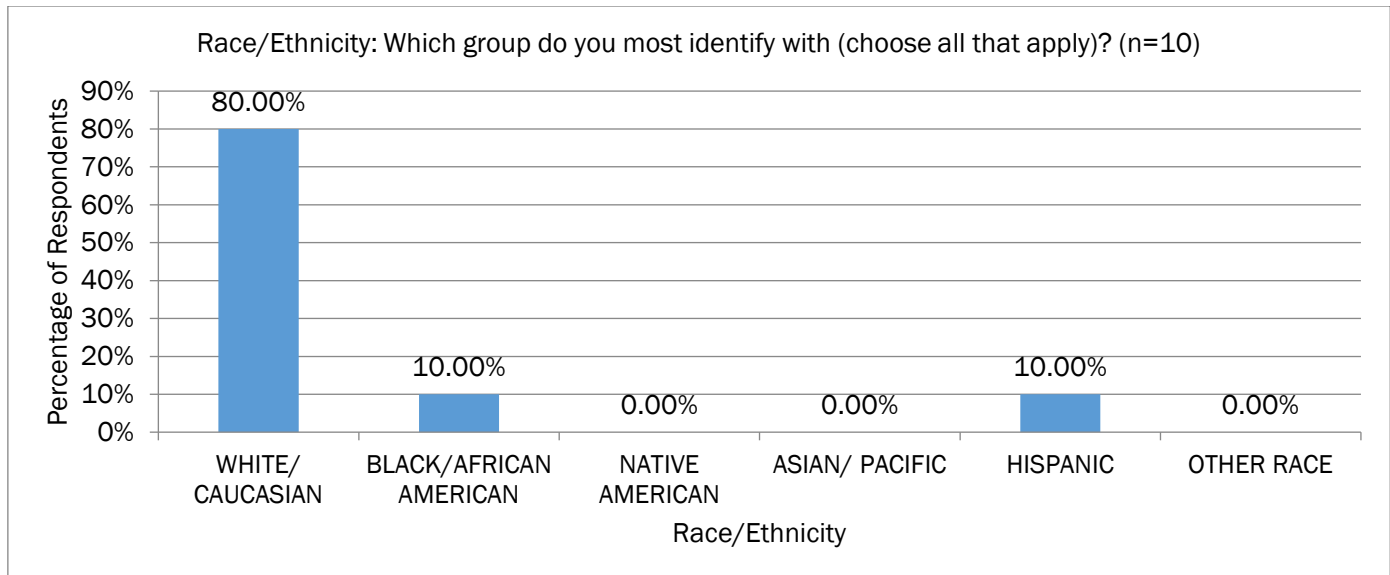 Race/Ethnicity: Which group do you most identify with (choose all that apply)? (n=10)
Percentage of Respondents
90%
80%
70%
60%
50%
40%
30%
20%
10%
0%
80.00%
10.00%
0.00%
0.00%
10.00%
0.00%
WHITE/
CAUCASIAN
BLACK/AFRICAN
AMERICAN
NATIVE
AMERICAN
ASIAN/ PACIFIC
HISPANIC
OTHER RACE
Race/Ethnicity